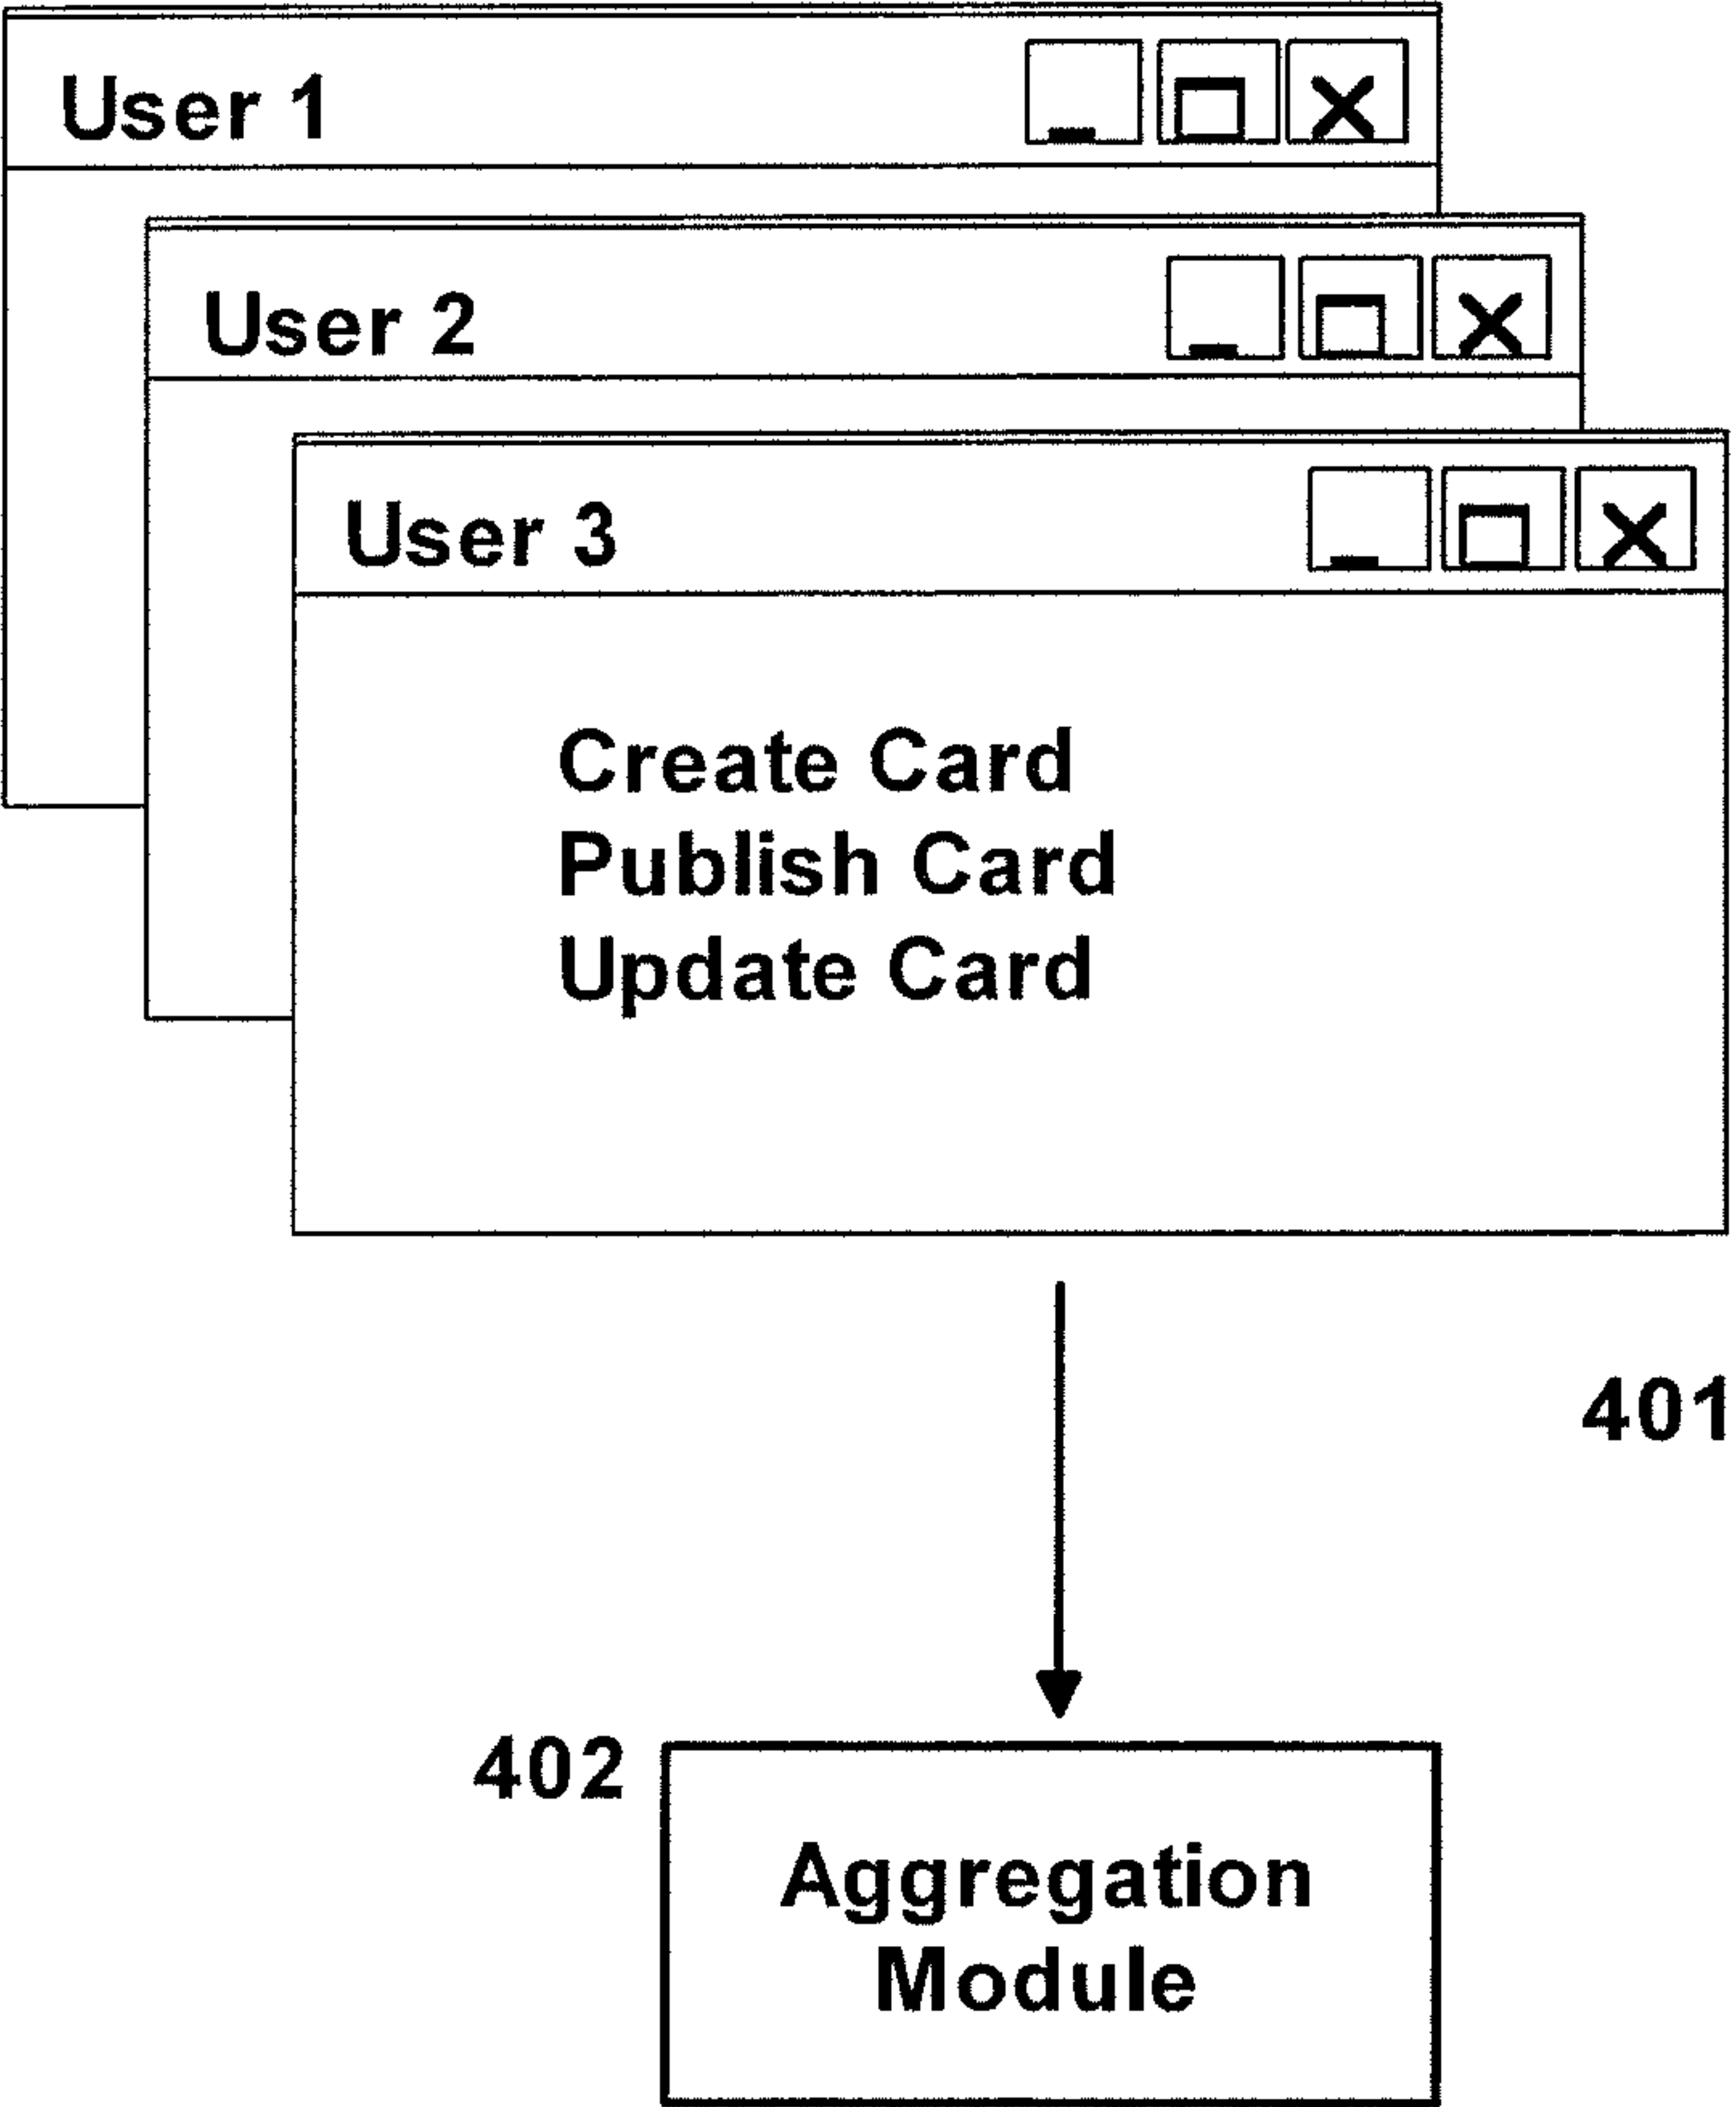 User 1
User 2
User 3
Create Card
Publish Card
Update Card
401
402
Aggregation
Module